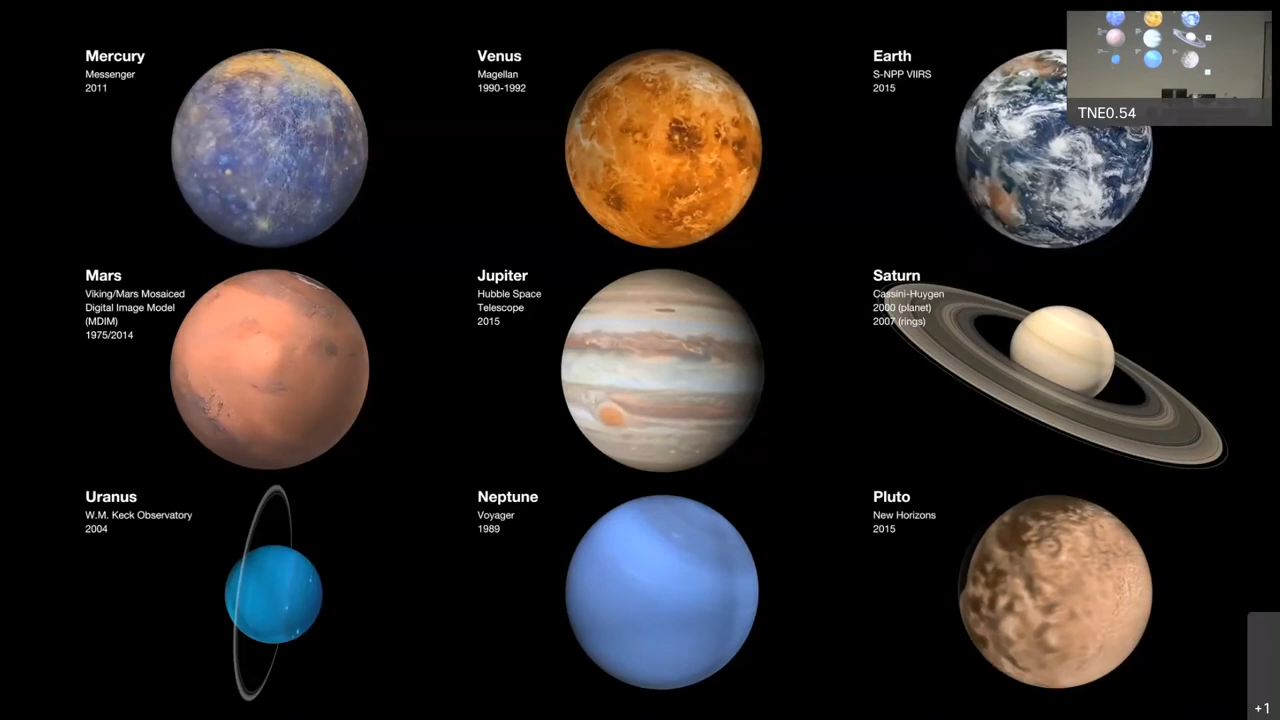 Mercury
Messenger
2011
Venus
Magellan
1990-1992
Earth
S-NPP VIIRS
2015
TNE0.54
Mars
Viking/Mars Mosaiced
Digital Image Model
(MDIM)
1975/2014
Jupiter
Hubble Space
Telescope
2015
Saturn
Cassini-Huygen
2000 (planet)
2007 (rings)
Uranus
W.M. Keck Observatory
2004
Neptune
Voyager
1989
Pluto
New Horizons
2015
+1